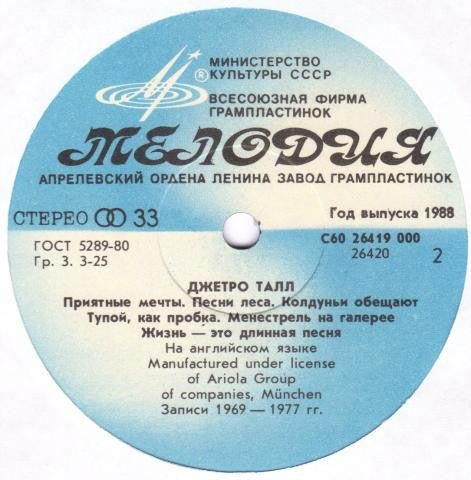 МИНИСТЕРСТВО
КУЛЬТУРЫ СССР
®
ВСЕСОЮЗНАЯ ФИРМА
ГРАМПЛАСТИНОК
МЕЛОДИЯ
АПРЕЛЕВСКИЙ ОРДЕНА ЛЕНИНА ЗАВОД ГРАМПЛАСТИНОК
СТЕРЕО 33
Год выпуска 1988
ГОСТ 5289-80
Гр. 3. 3-25
С60 26419 000
26420
2
ДЖЕТРО ТАЛЛ
Приятные мечты. Песни леса. Колдуньи обещают
Тупой, как пробка. Менестрель на галерее
Жизнь — это длинная песня
На английском языке
Manufactured under license
of Ariola Group
of companies, München
Записи 1969 — 1977 гг.